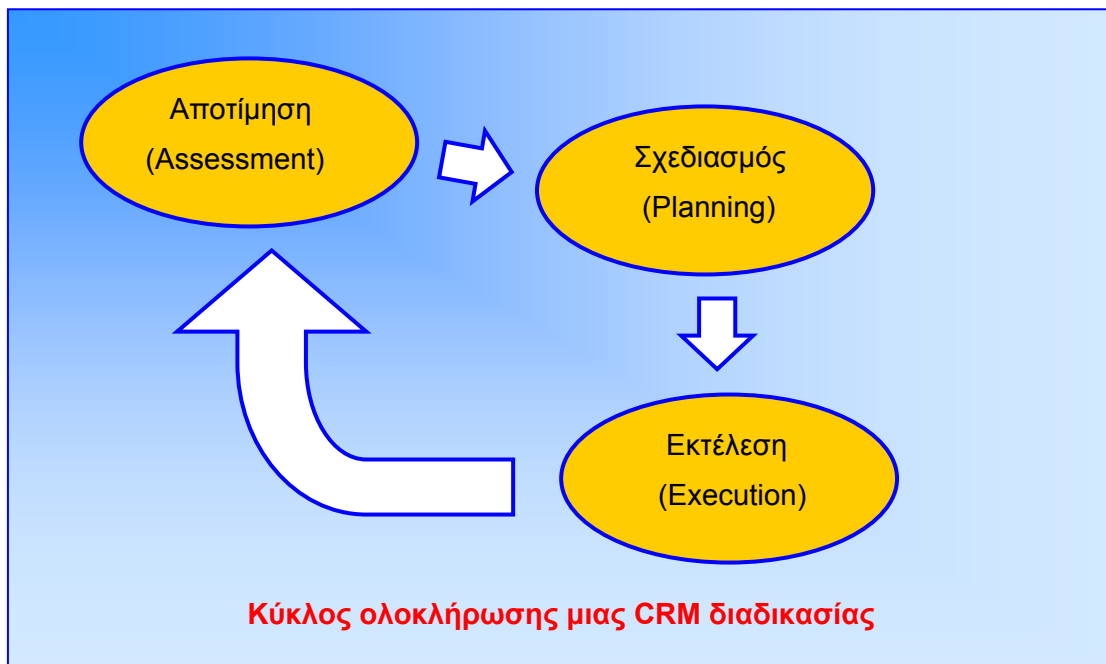 Αποτίμηση
(Assessment)
Σχεδιασμός
(Planning)
Εκτέλεση
(Execution)
Κύκλος ολοκλήρωσης μιας CRM διαδικασίας